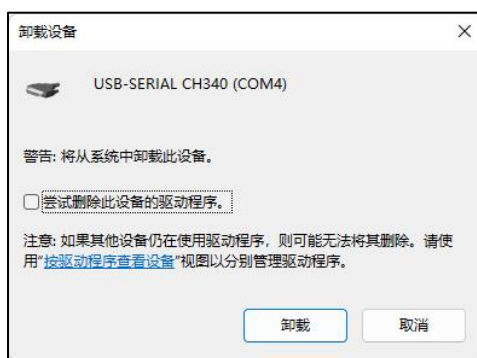 卸载设备
USB-SERIAL CH340 (COM4)
警告: 将从系统中卸载此设备。
尝试删除此设备的驱动程序。
注意: 如果其他设备仍在使用驱动程序，则可能无法将其删除。请使
用“按驱动程序查看设备”视图以分别管理驱动程序。
卸载
取消